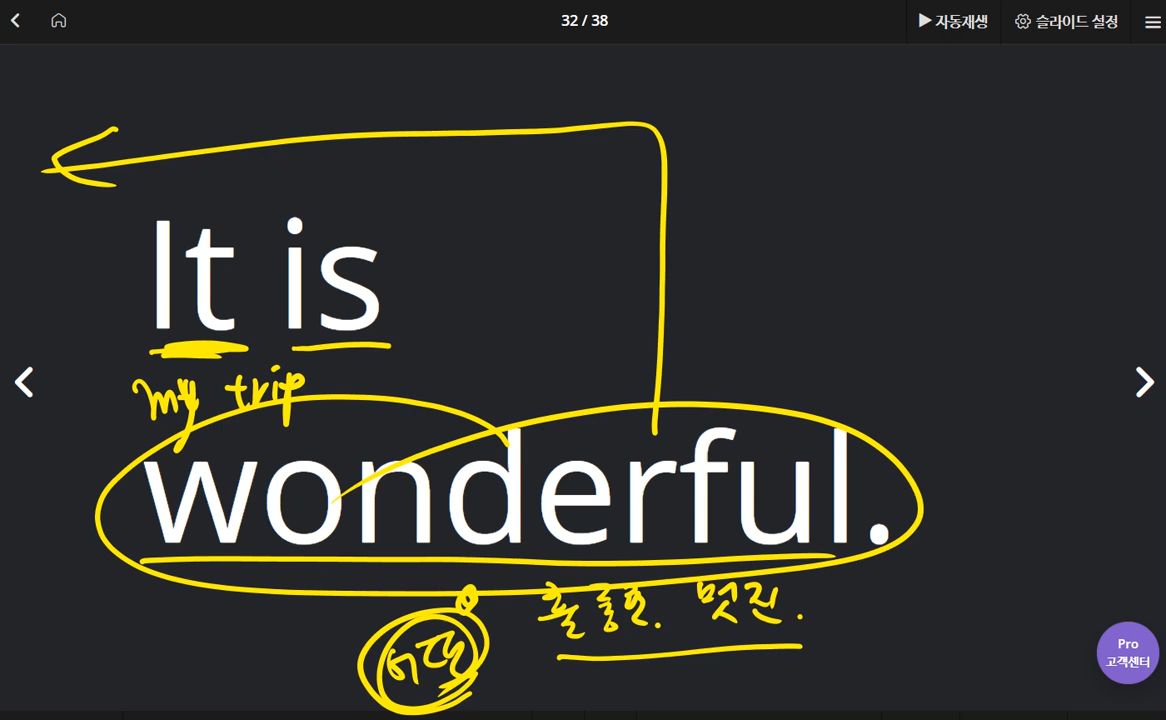 32 / 38
▶ 자동재생
슬라이드 설정
It is
my trip
wonderful.
훌륭한. 멋진.
Pro
고객센터